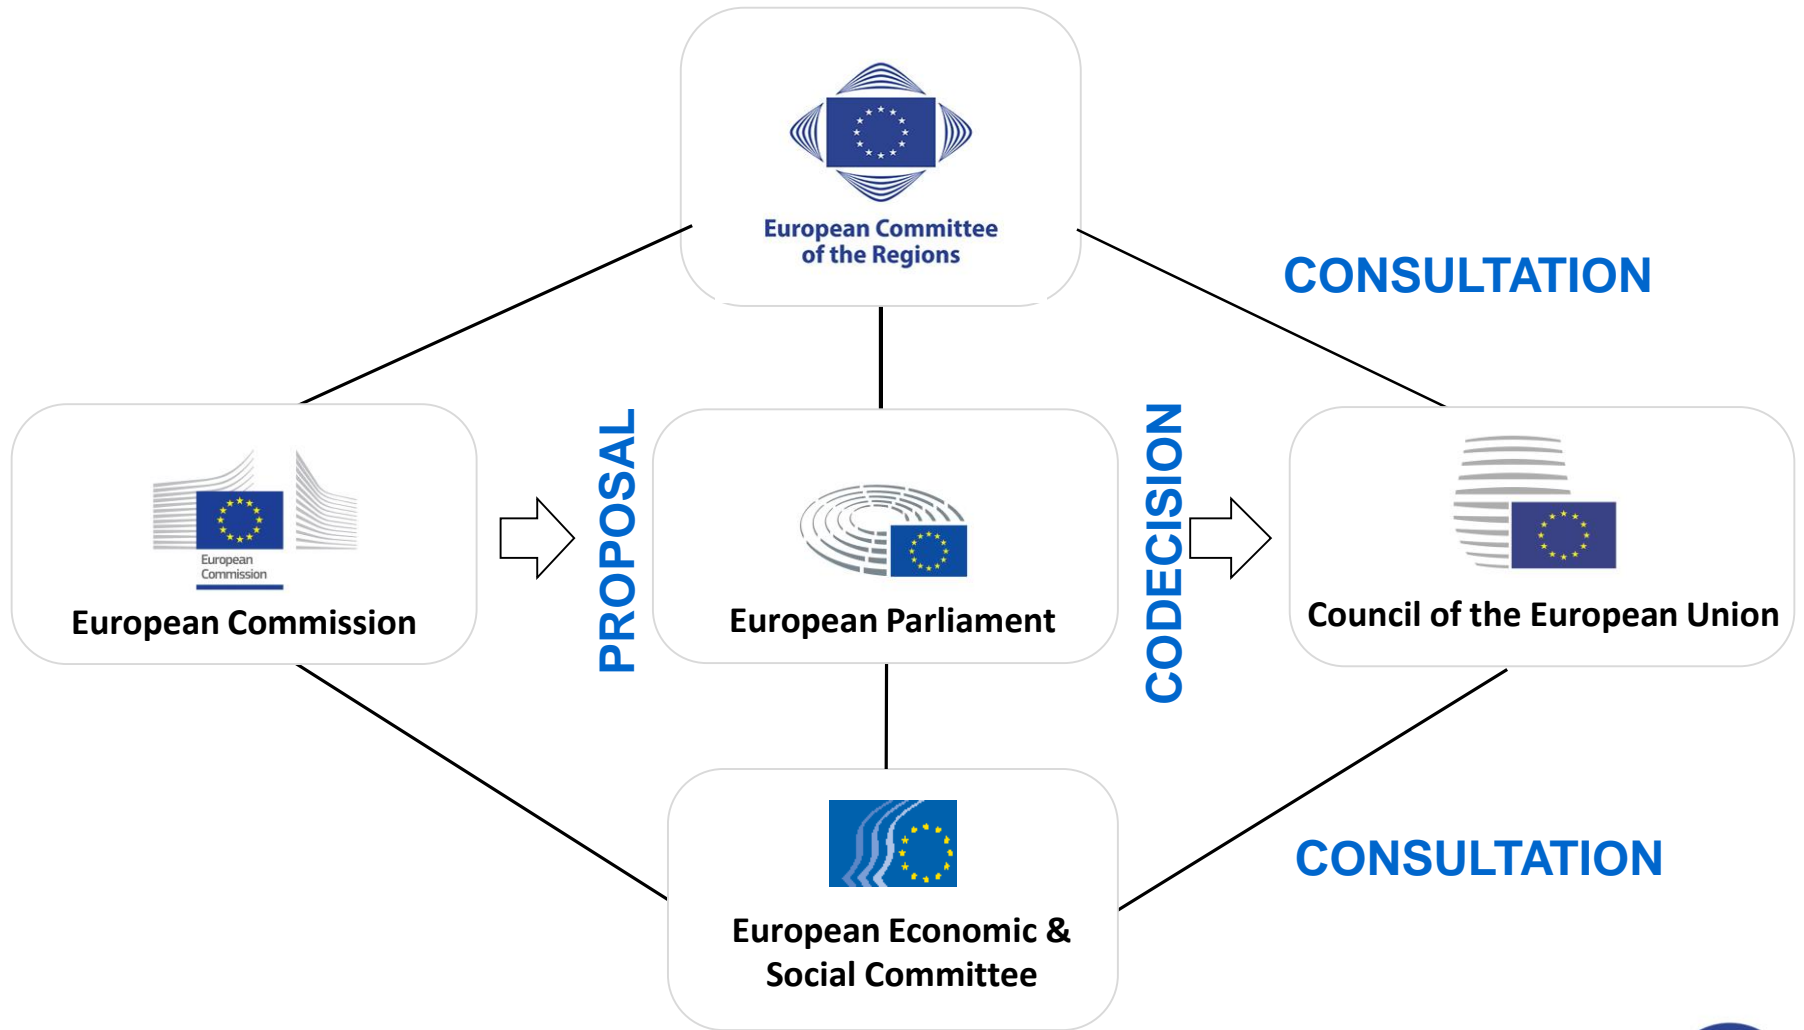 European Committee
of the Regions
CONSULTATION
PROPOSAL
CODECISION
European
Commission
European Commission
European Parliament
Council of the European Union
European Economic &
Social Committee
CONSULTATION